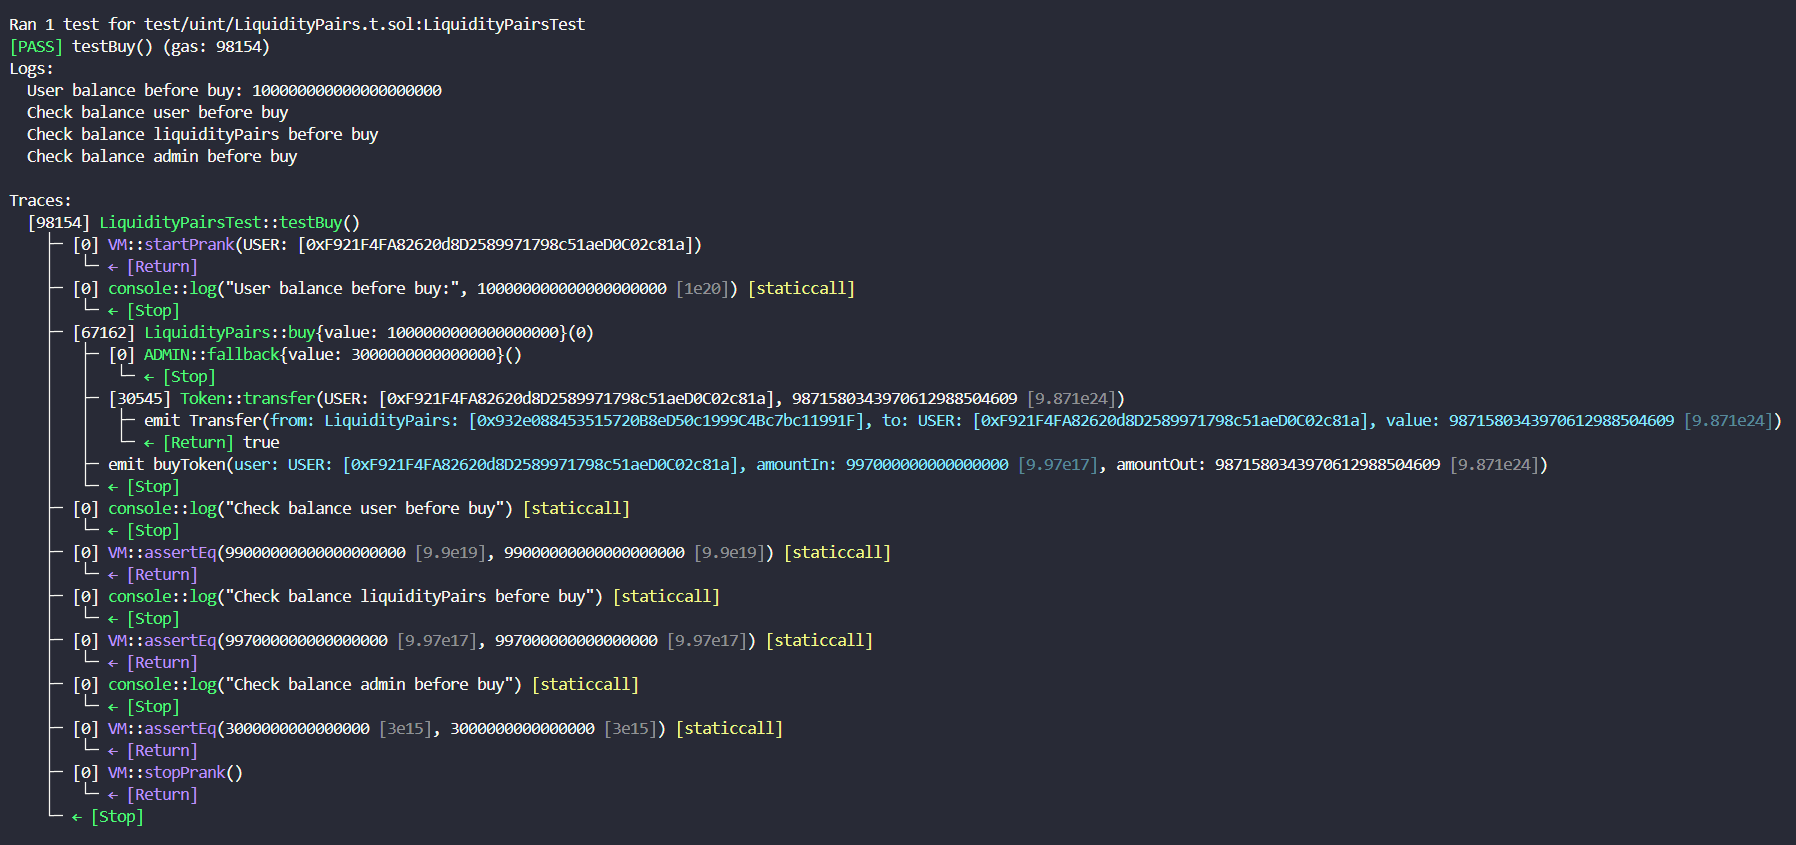 Ran 1 test for test/uint/LiquidityPairs.t.sol:LiquidityPairsTest
[PASS] testBuy() (gas: 98154)
Logs:
  User balance before buy: 100000000000000000000
  Check balance user before buy
  Check balance liquidityPairs before buy
  Check balance admin before buy

Traces:
  [98154] LiquidityPairsTest::testBuy()
    ├─ [0] VM::startPrank(USER: [0xF921F4FA82620d8D2589971798c51aeD0C02c81a])
    │   └─ ← [Return]
    ├─ [0] console::log("User balance before buy:", 100000000000000000000 [1e20]) [staticcall]
    │   └─ ← [Stop]
    ├─ [67162] LiquidityPairs::buy{value: 1000000000000000000}(0)
    │   ├─ [0] ADMIN::fallback{value: 3000000000000000}()
    │   │   └─ ← [Stop]
    │   ├─ [30545] Token::transfer(USER: [0xF921F4FA82620d8D2589971798c51aeD0C02c81a], 9871580343970612988504609 [9.871e24])
    │   │   ├─ emit Transfer(from: LiquidityPairs: [0x932e088453515720B8eD50c1999C4Bc7bc11991F], to: USER: [0xF921F4FA82620d8D2589971798c51aeD0C02c81a], value: 9871580343970612988504609 [9.871e24])
    │   │   └─ ← [Return] true
    │   ├─ emit buyToken(user: USER: [0xF921F4FA82620d8D2589971798c51aeD0C02c81a], amountIn: 997000000000000000 [9.97e17], amountOut: 9871580343970612988504609 [9.871e24])
    │   └─ ← [Stop]
    ├─ [0] console::log("Check balance user before buy") [staticcall]
    │   └─ ← [Stop]
    ├─ [0] VM::assertEq(99000000000000000000 [9.9e19], 99000000000000000000 [9.9e19]) [staticcall]
    │   └─ ← [Return]
    ├─ [0] console::log("Check balance liquidityPairs before buy") [staticcall]
    │   └─ ← [Stop]
    ├─ [0] VM::assertEq(997000000000000000 [9.97e17], 997000000000000000 [9.97e17]) [staticcall]
    │   └─ ← [Return]
    ├─ [0] console::log("Check balance admin before buy") [staticcall]
    │   └─ ← [Stop]
    ├─ [0] VM::assertEq(3000000000000000 [3e15], 3000000000000000 [3e15]) [staticcall]
    │   └─ ← [Return]
    ├─ [0] VM::stopPrank()
    │   └─ ← [Return]
    └─ ← [Stop]